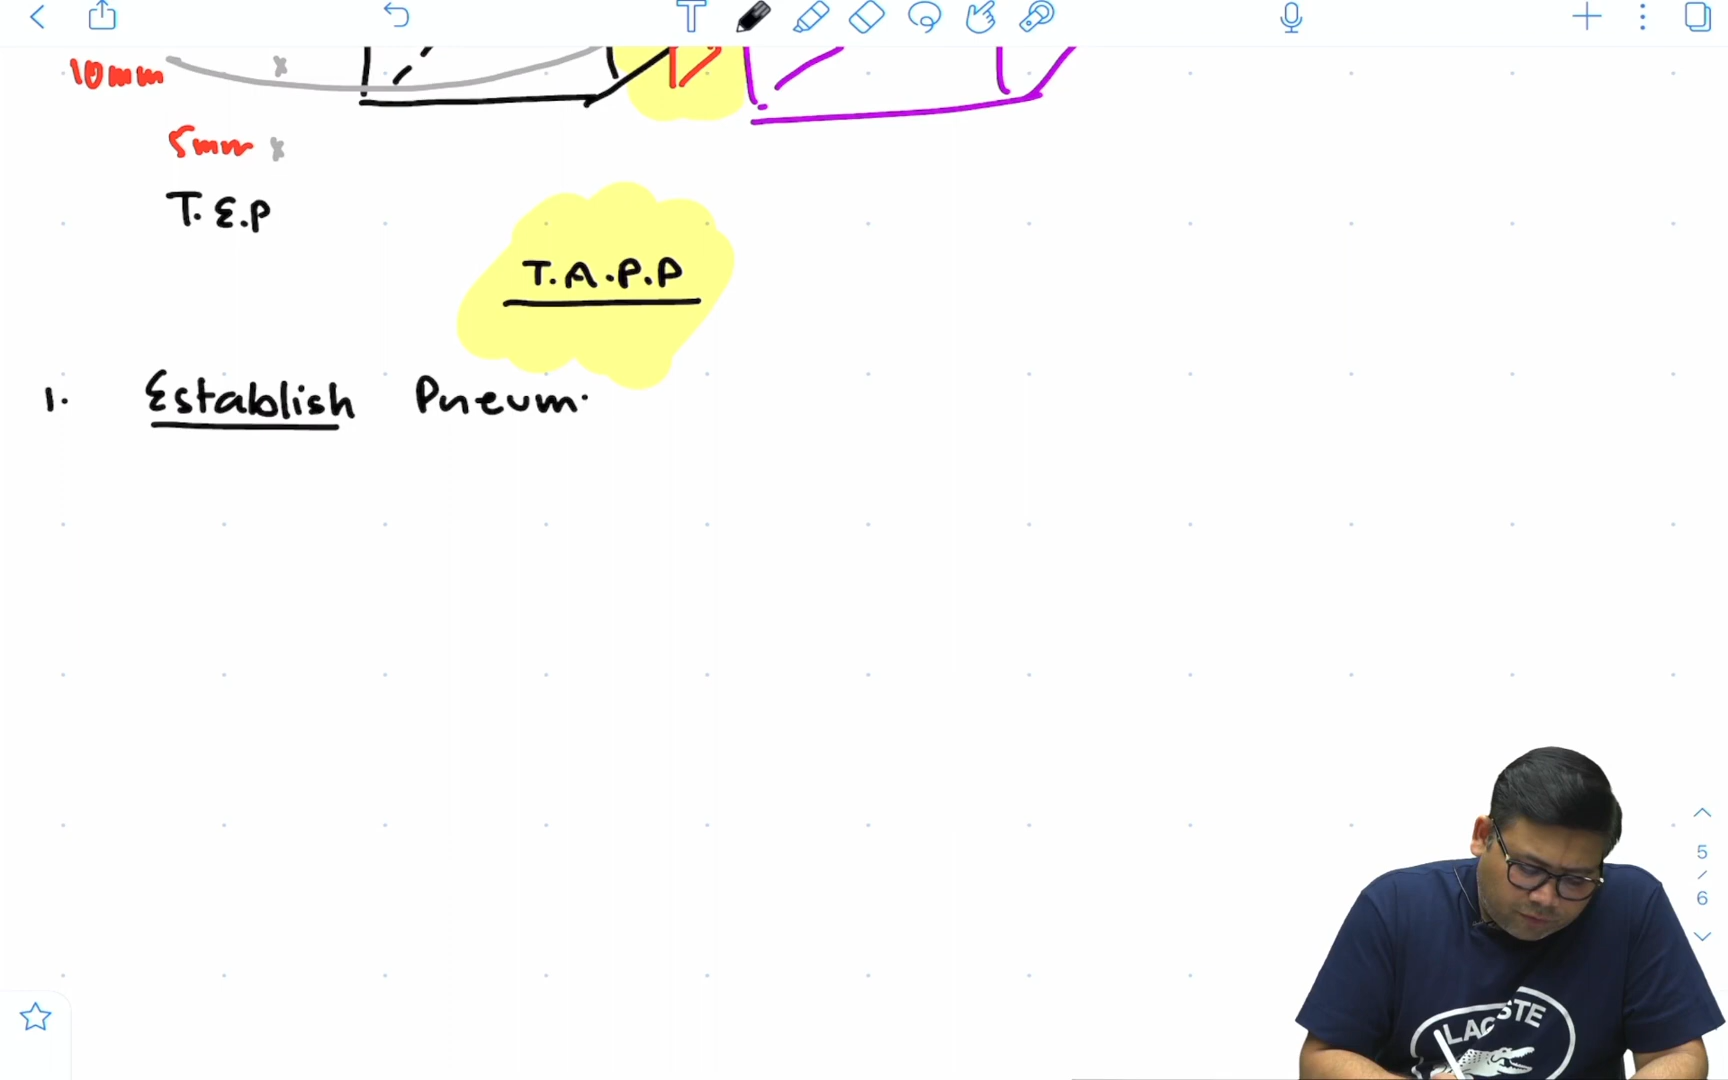 10mm
5mm x
T.E.P
T.A.P.P
1. Establish Pneum.
5
/
6
LACOSTE